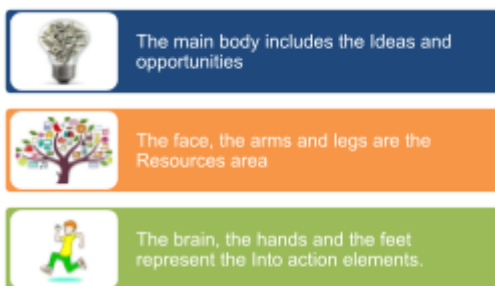 The main body includes the Ideas and
opportunities
The face, the arms and legs are the
Resources area
The brain, the hands and the feet
represent the Into action elements.